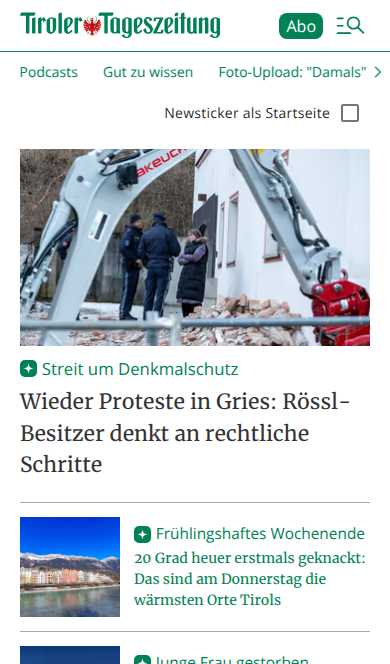 Tiroler Tageszeitung
Abo
Podcasts Gut zu wissen Foto-Upload: "Damals"
Newsticker als Startseite
AKEUCH
Streit um Denkmalschutz
Wieder Proteste in Gries: Rössl-
Besitzer denkt an rechtliche
Schritte
Frühlingshaftes Wochenende
20 Grad heuer erstmals geknackt:
Das sind am Donnerstag die
wärmsten Orte Tirols
Junge Frau gestorben